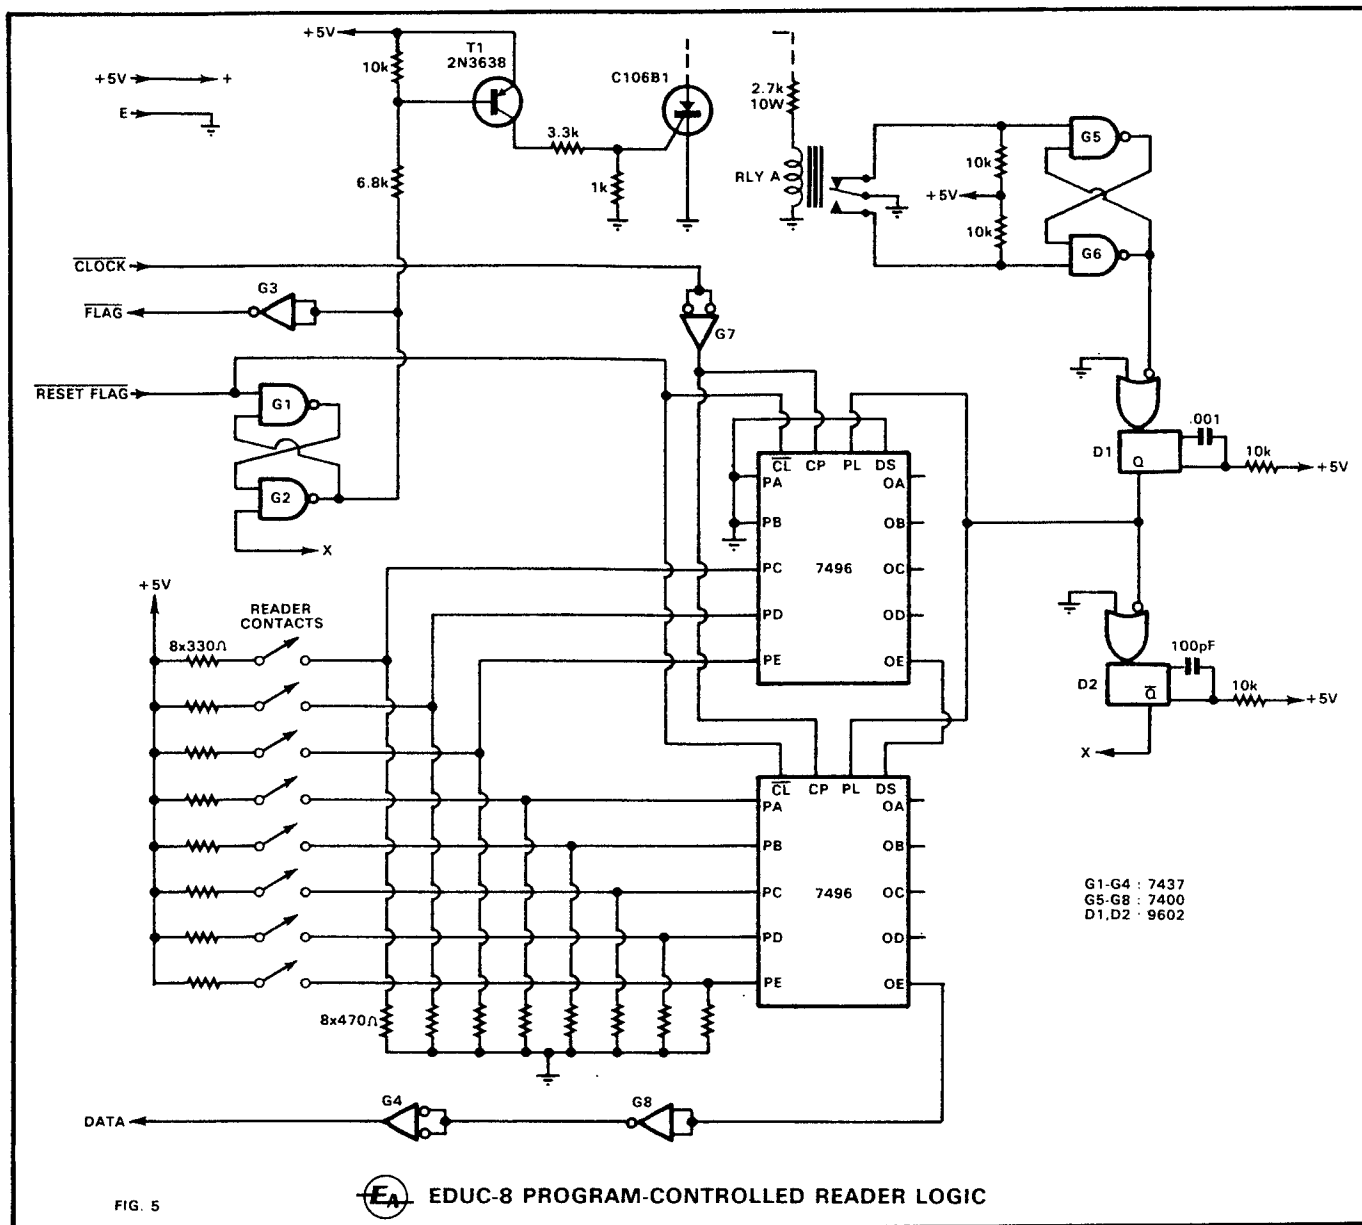 +5V
T1
2N3638
C106B1
10k
+5V
+
E
2.7k
10W
3.3k
6.8k
1k
RLY A
10k
+5V
10k
G5
G6
CLOCK
G3
FLAG
G7
RESET FLAG
G1
G2
X
.001
D1
Q
10k
+5V
CL CP PL DS
PA
PB
PC
PD
PE
7496
OA
OB
OC
OD
OE
+5V
READER
CONTACTS
8x330Ω
100pF
D2
Q
10k
+5V
X
CL CP PL DS
PA
PB
PC
PD
PE
7496
OA
OB
OC
OD
OE
G1-G4 : 7437
G5-G8 : 7400
D1,D2 : 9602
8x470Ω
DATA
G4
G8
FIG. 5
EA EDUC-8 PROGRAM-CONTROLLED READER LOGIC